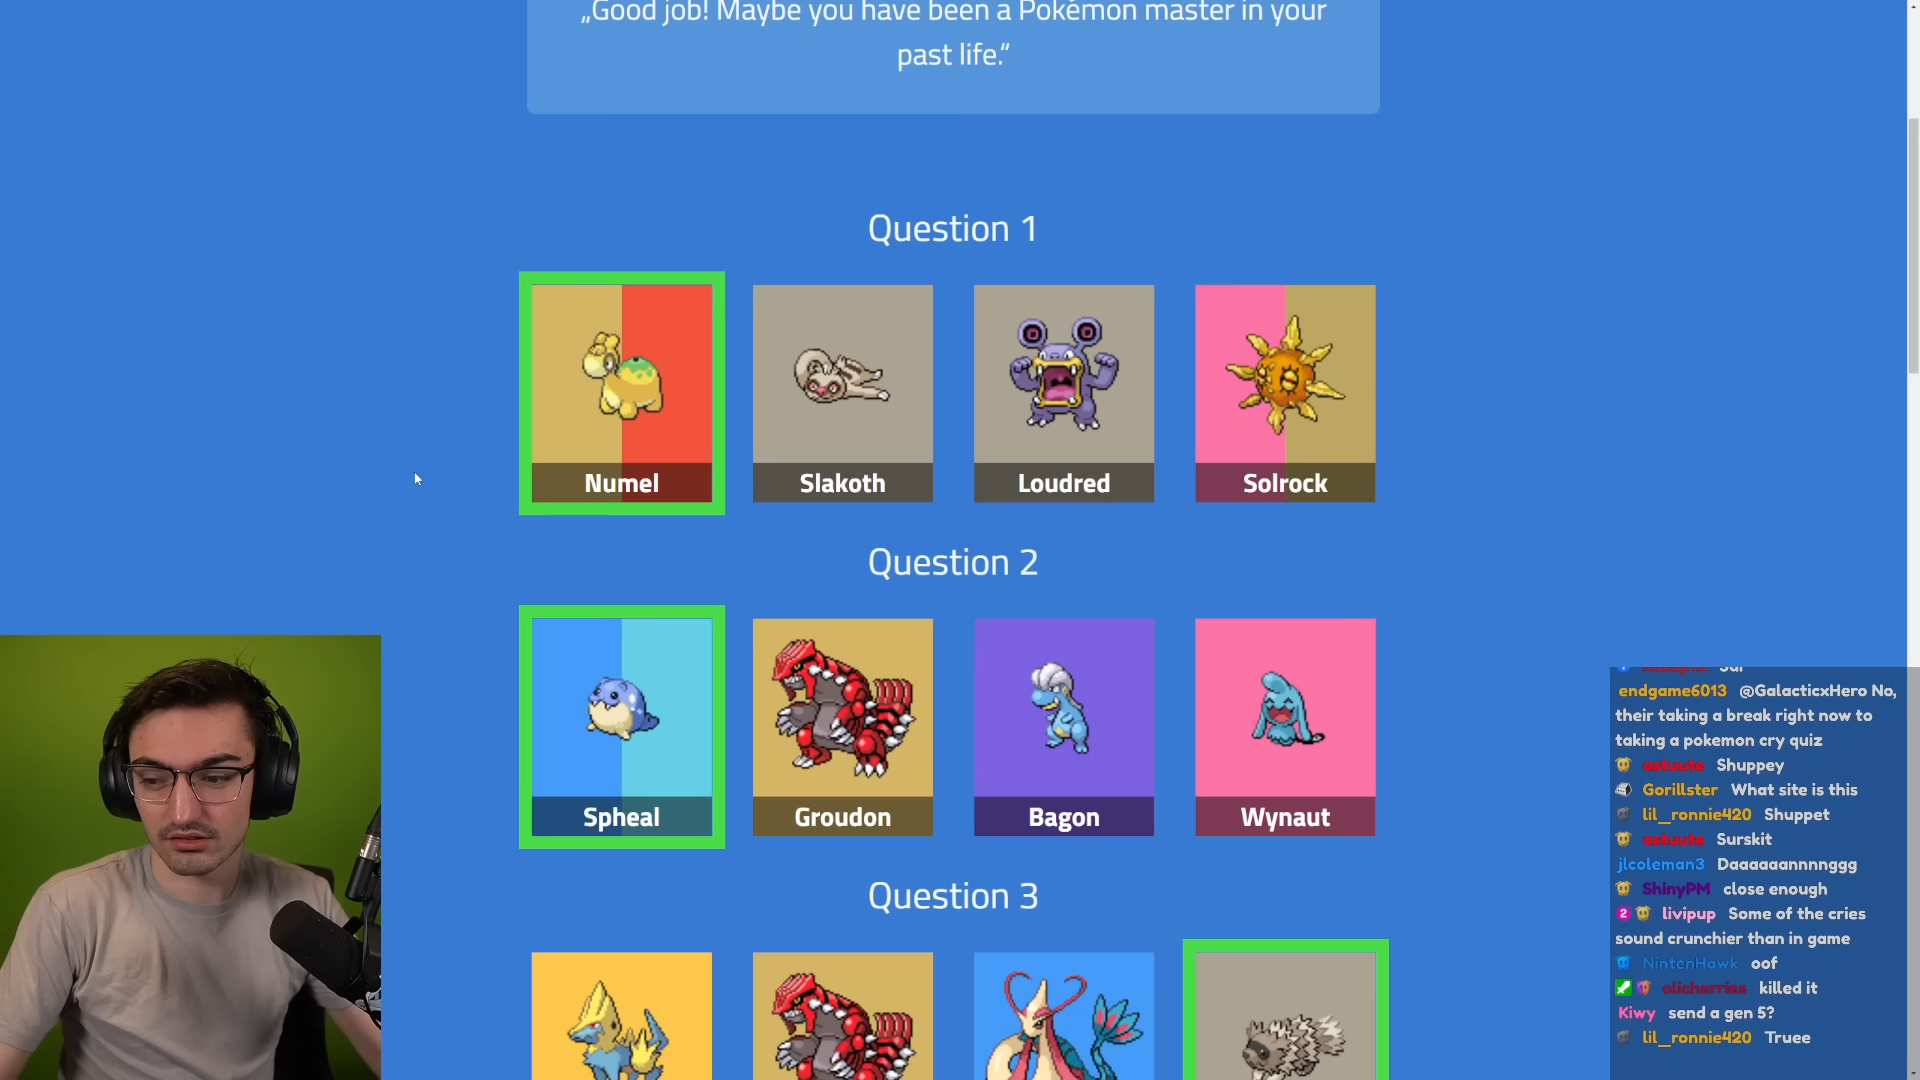 „Good job! Maybe you have been a Pokémon master in your
past life.“
Question 1
Numel
Slakoth
Loudred
Solrock
Question 2
Spheal
Groudon
Bagon
Wynaut
Question 3
endgame6013 @GalacticxHero No,
their taking a break right now to
taking a pokemon cry quiz
astuute Shuppey
Gorillster What site is this
lil_ronnie420 Shuppet
astuute Surskit
jlcoleman3 Daaaaaannnnggg
ShinyPM close enough
2 livipup Some of the cries
sound crunchier than in game
NintenHawk oof
olicharries killed it
Kiwy send a gen 5?
lil_ronnie420 Truee